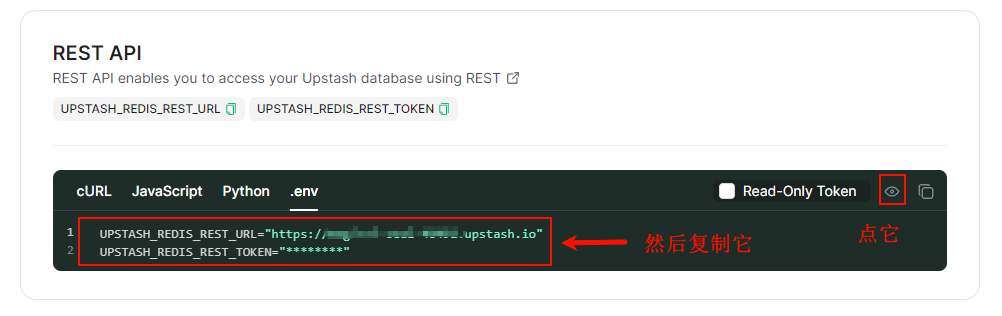 REST API
REST API enables you to access your Upstash database using REST
UPSTASH_REDIS_REST_URL UPSTASH_REDIS_REST_TOKEN
cURL JavaScript Python .env Read-Only Token
1 UPSTASH_REDIS_REST_URL="https://.upstash.io"
2 UPSTASH_REDIS_REST_TOKEN="********"
然后复制它
点它